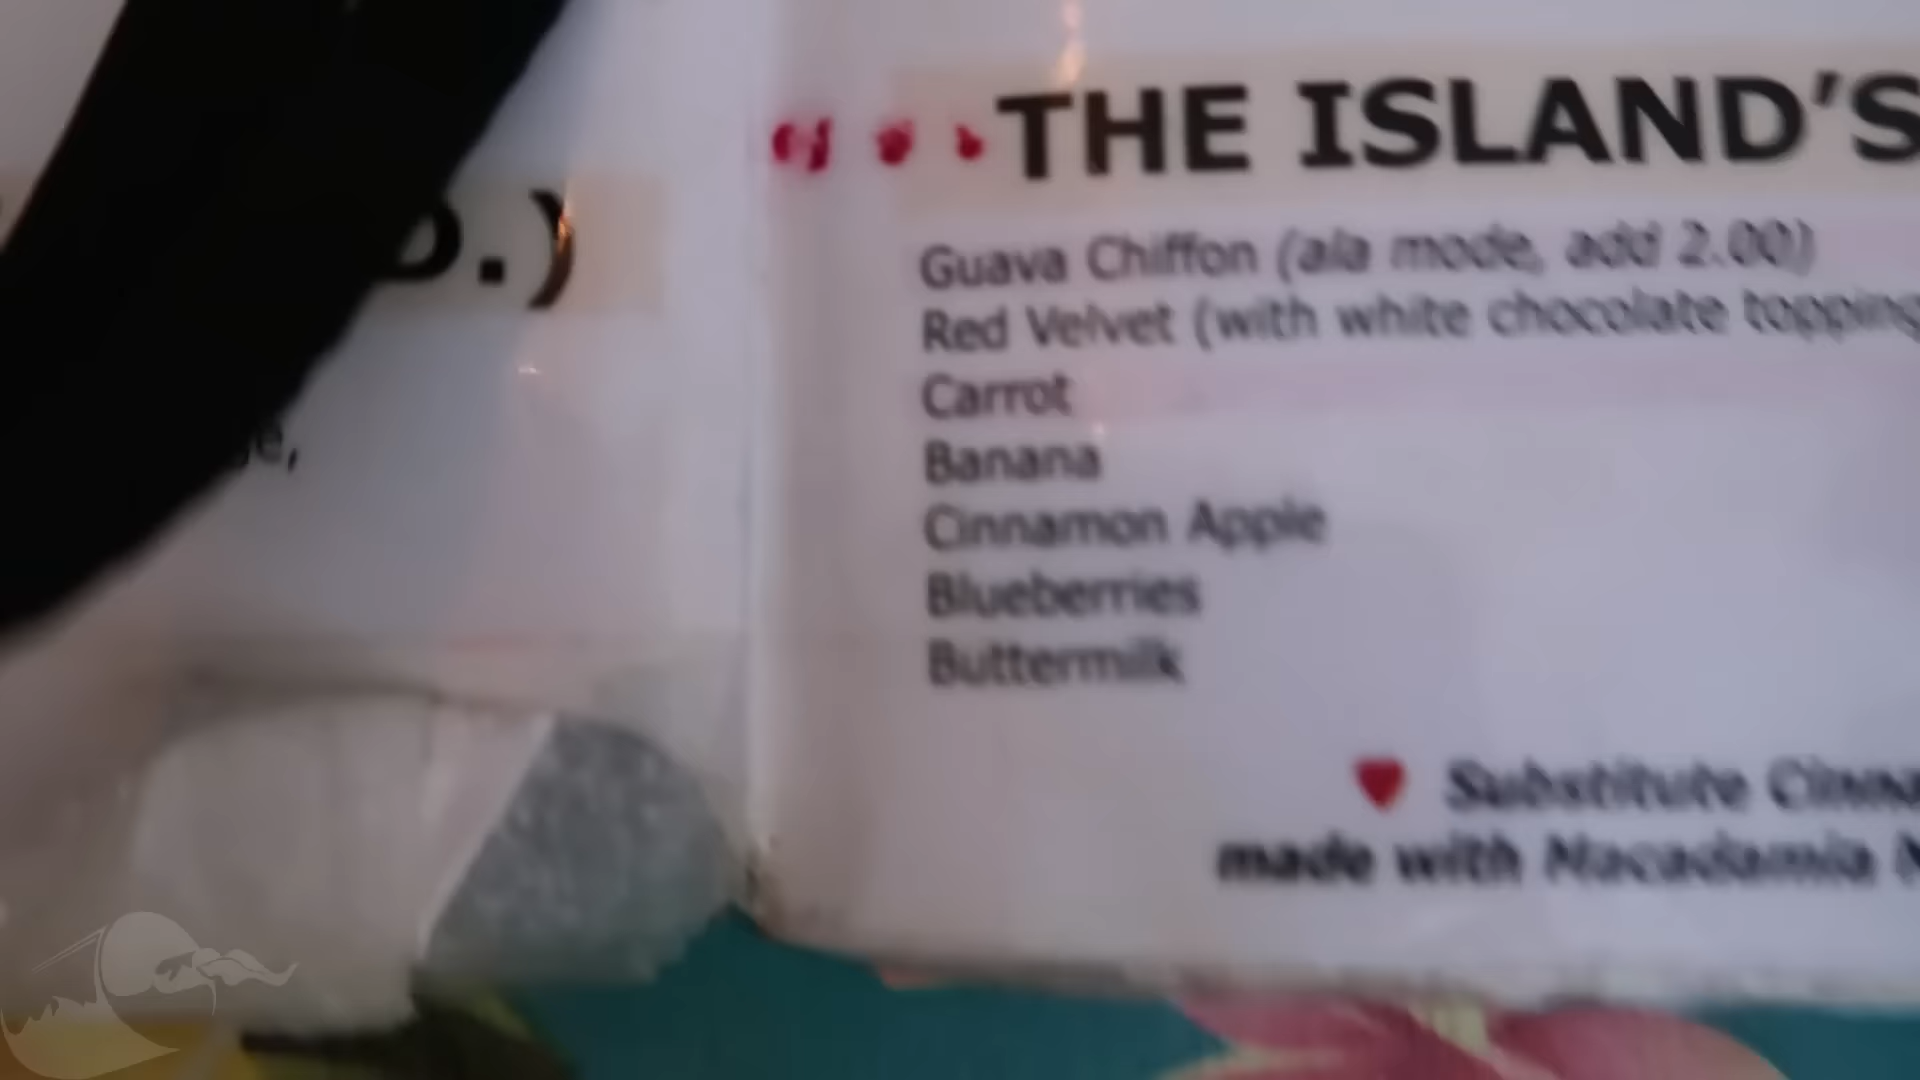 .)
e,
THE ISLAND'S
Guava Chiffon (ala mode, add 2.00)
Red Velvet (with white chocolate topping
Carrot
Banana
Cinnamon Apple
Blueberries
Buttermilk
Substitute
made with Macadamia